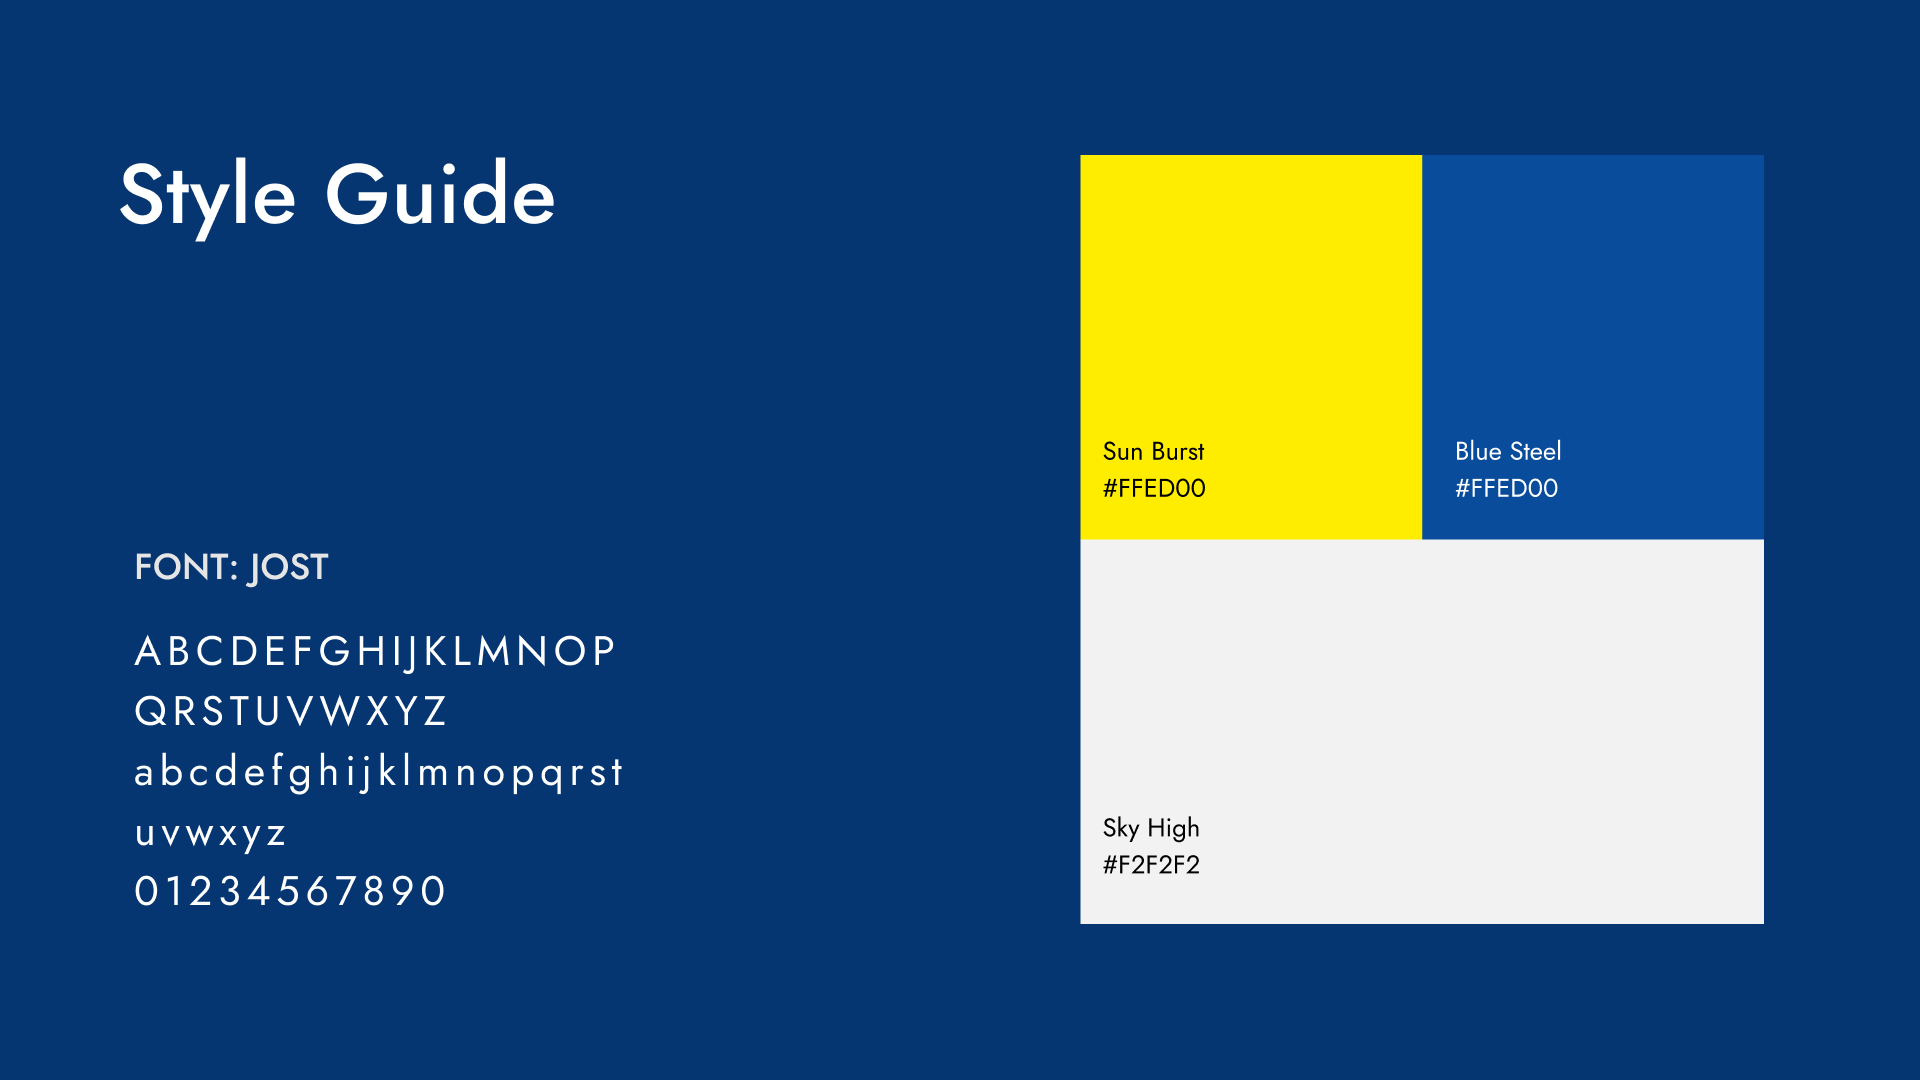 Style Guide
FONT: JOST
ABCDEFGHIJKLMNOP
QRSTUVWXYZ
abcdefghijklmnopqrst
uvwxyz
01234567890
Sun Burst
#FFED00
Blue Steel
#FFED00
Sky High
#F2F2F2